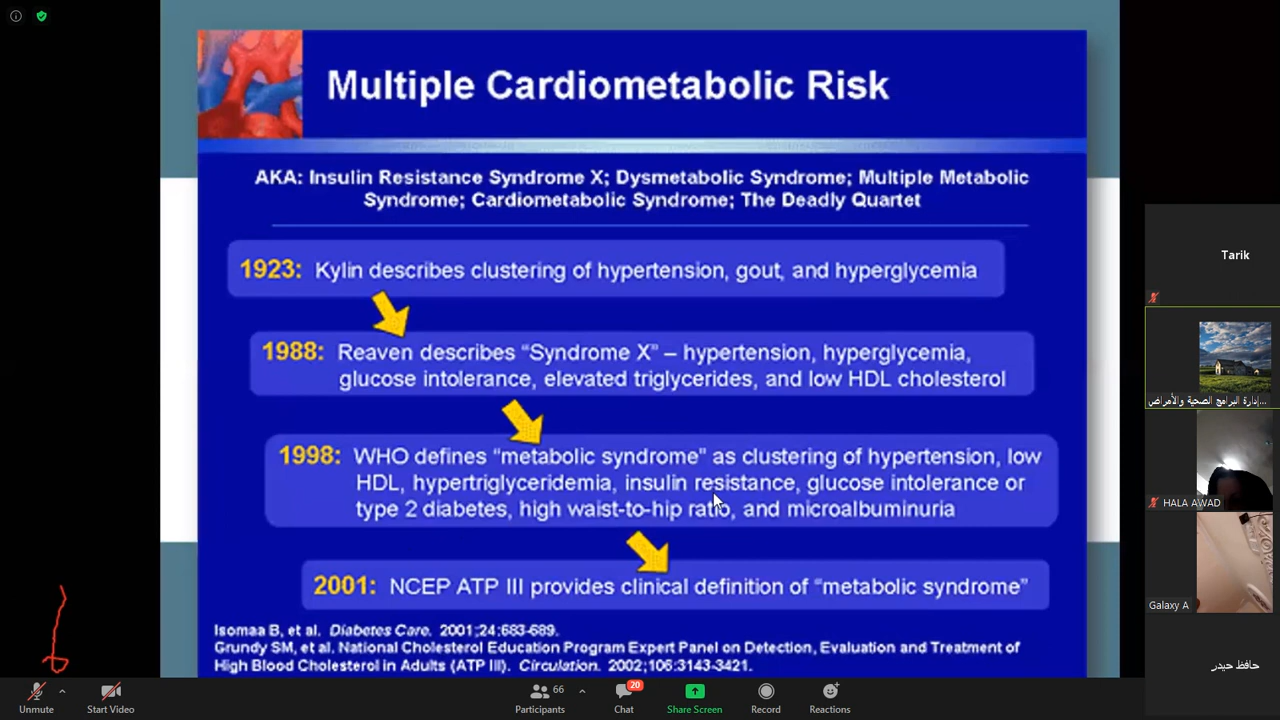 Multiple Cardiometabolic Risk
AKA: Insulin Resistance Syndrome X; Dysmetabolic Syndrome; Multiple Metabolic
Syndrome; Cardiometabolic Syndrome; The Deadly Quartet
1923: Kylin describes clustering of hypertension, gout, and hyperglycemia
1988: Reaven describes “Syndrome X” – hypertension, hyperglycemia,
glucose intolerance, elevated triglycerides, and low HDL cholesterol
1998: WHO defines “metabolic syndrome” as clustering of hypertension, low
HDL, hypertriglyceridemia, insulin resistance, glucose intolerance or
type 2 diabetes, high waist-to-hip ratio, and microalbuminuria
2001: NCEP ATP III provides clinical definition of “metabolic syndrome”
Isomaa B, et al. Diabetes Care. 2001;24:683-689.
Grundy SM, et al. National Cholesterol Education Program Expert Panel on Detection, Evaluation and Treatment of
High Blood Cholesterol in Adults (ATP III). Circulation. 2002;106:3143-3421.
Tarik
إدارة البرامج الصحية والأمراض...
HALA AWAD
Galaxy A
حافظ حيدر
Unmute
Start Video
66
Participants
20
Chat
Share Screen
Record
Reactions